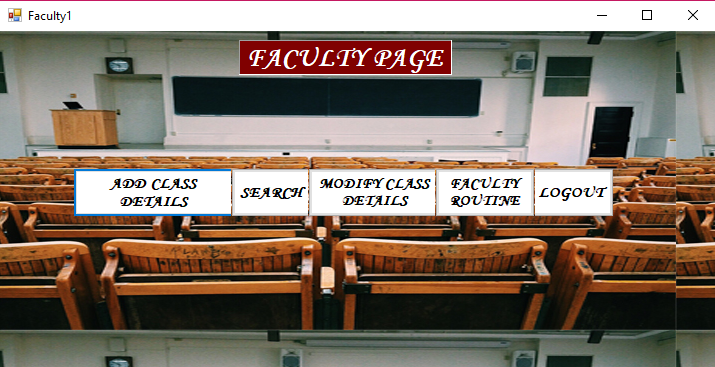 Faculty1
FACULTY PAGE
ADD CLASS
DETAILS
SEARCH
MODIFY CLASS
DETAILS
FACULTY
ROUTINE
LOGOUT